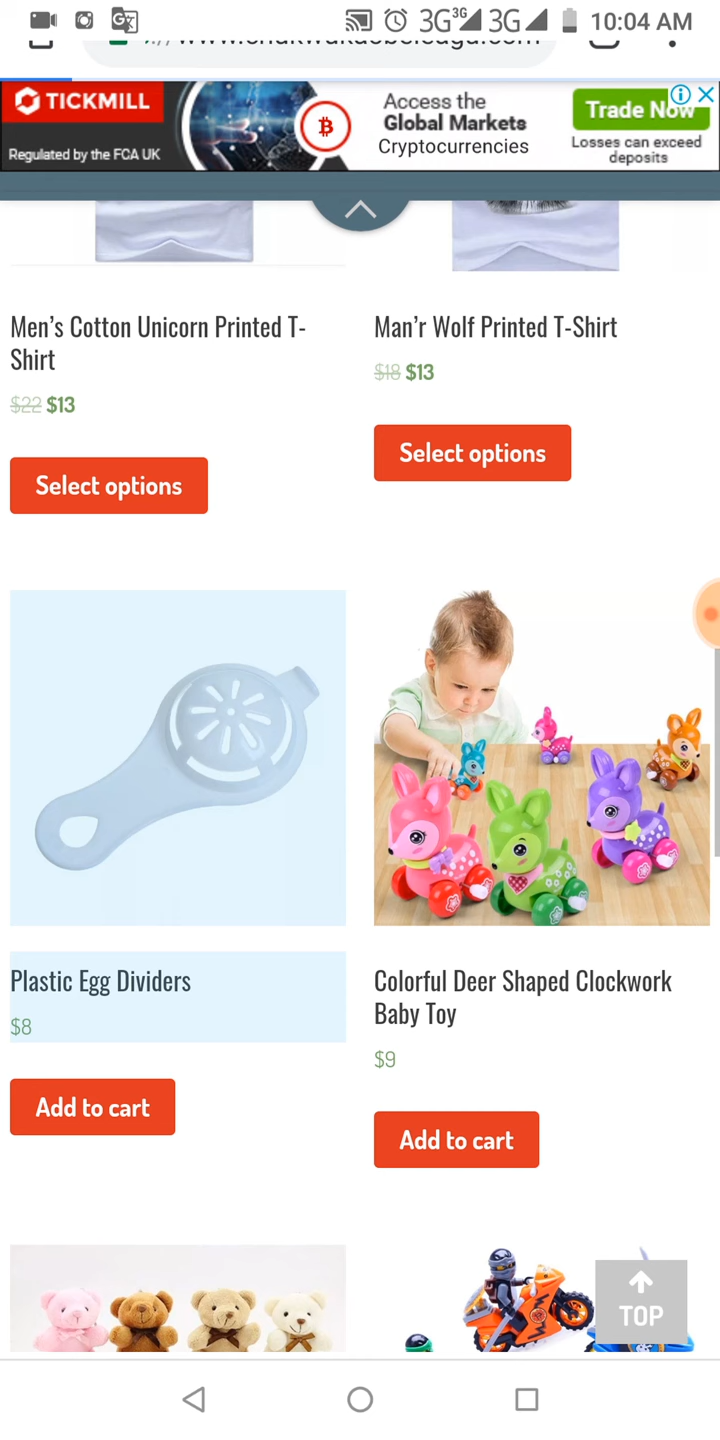 3G 3G 3G 10:04 AM
TICKMILL
Regulated by the FCA UK
Access the
Global Markets
Cryptocurrencies
Trade Now
Losses can exceed
deposits
Men’s Cotton Unicorn Printed T-
Shirt
$22 $13
Select options
Man’r Wolf Printed T-Shirt
$18 $13
Select options
Plastic Egg Dividers
$8
Add to cart
Colorful Deer Shaped Clockwork
Baby Toy
$9
Add to cart
TOP